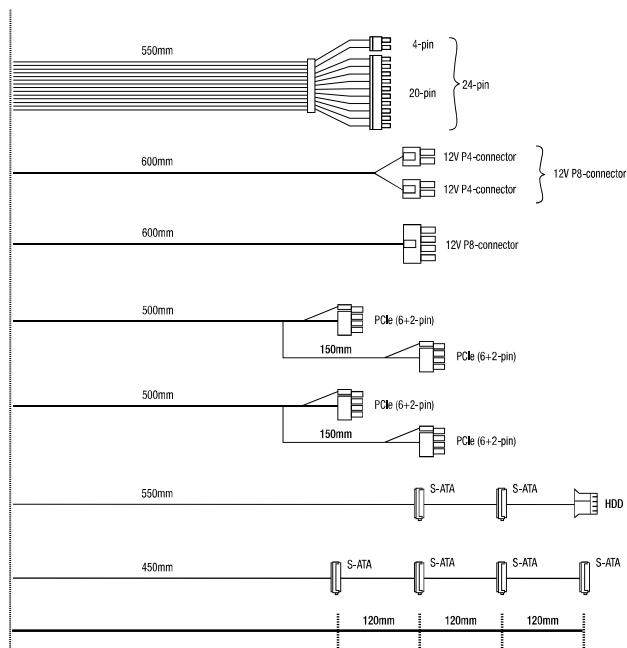 550mm
4-pin
20-pin
24-pin
600mm
12V P4-connector
12V P4-connector
12V P8-connector
600mm
12V P8-connector
500mm
PCIe (6+2-pin)
150mm
PCIe (6+2-pin)
500mm
PCIe (6+2-pin)
150mm
PCIe (6+2-pin)
550mm
S-ATA
S-ATA
HDD
450mm
S-ATA
S-ATA
S-ATA
S-ATA
120mm
120mm
120mm